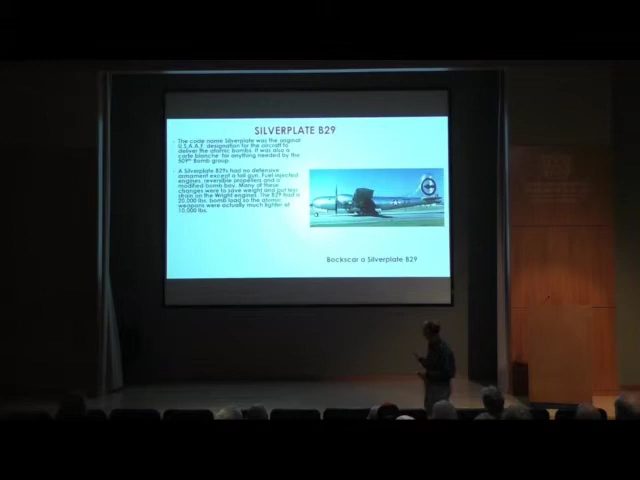 SILVERPLATE B29
The code name Silverplate was the original
U.S.A.A.F. designation for the aircraft to
deliver the atomic bombs. It was also a
carte blanche for anything needed by the
509th Bomb group.
A Silverplate B29s had no defensive
armament except a tail gun. Fuel injected
engines, reversible propellers and a
modified bomb bay. Many of these
changes were to save weight and put less
strain on the Wright engines. The B29 had a
20,000 lbs. bomb load so the atomic
weapons were actually much lighter at
10,000 lbs.
Bockscar a Silverplate B29